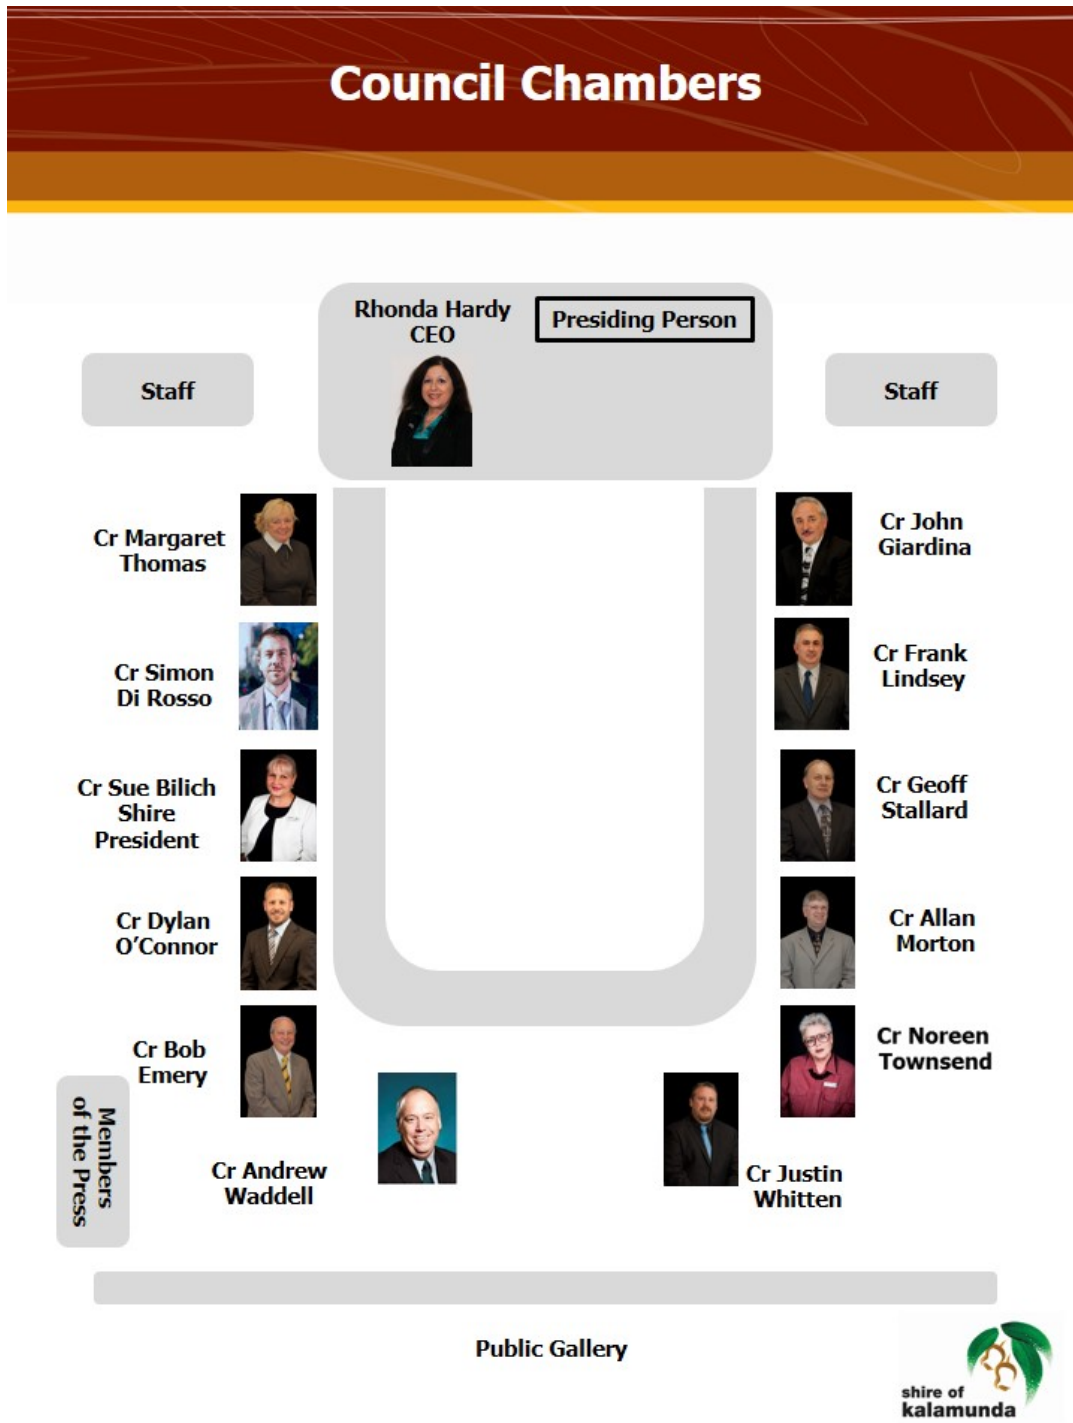 Council Chambers
Rhonda Hardy
CEO
Presiding Person
Staff
Staff
Cr Margaret
Thomas
Cr John
Giardina
Cr Simon
Di Rosso
Cr Frank
Lindsey
Cr Sue Bilich
Shire
President
Cr Geoff
Stallard
Cr Dylan
O'Connor
Cr Allan
Morton
Cr Bob
Emery
Cr Noreen
Townsend
Members
of the Press
Cr Andrew
Waddell
Cr Justin
Whitten
Public Gallery
shire of
kalamunda